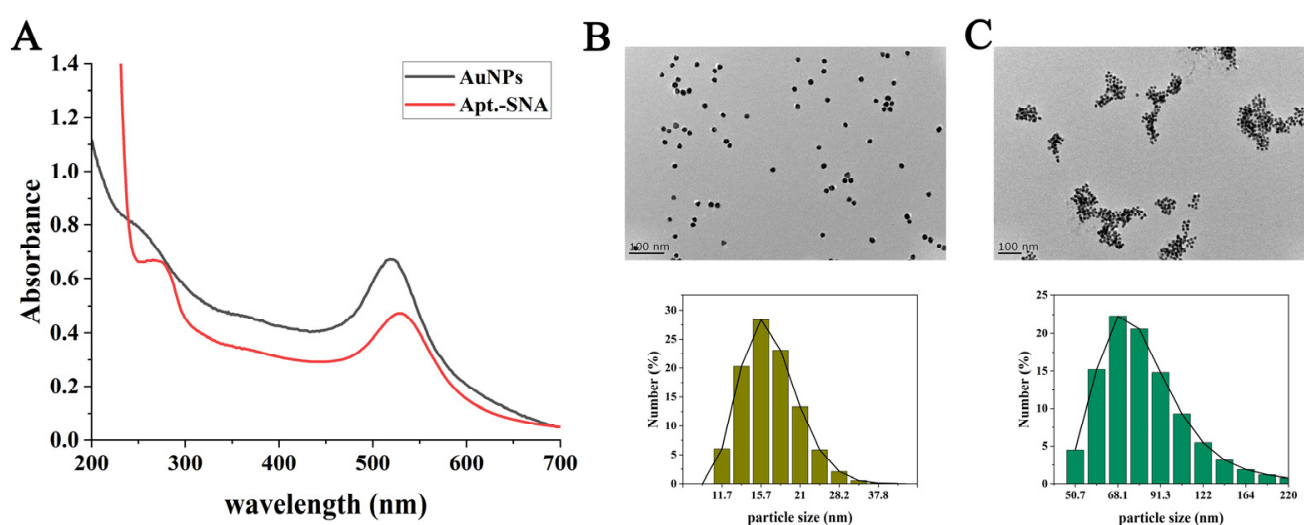 A
1.4
1.2
1.0
0.8
0.6
0.4
0.2
0.0
Absorbance
AuNPs
Apt.-SNA
200 300 400 500 600 700
wavelength (nm)
B
100 nm
30
25
20
15
10
5
0
Number (%)
11.7 15.7 21 28.2 37.8
particle size (nm)
C
100 nm
25
20
15
10
5
0
Number (%)
50.7 68.1 91.3 122 164 220
particle size (nm)